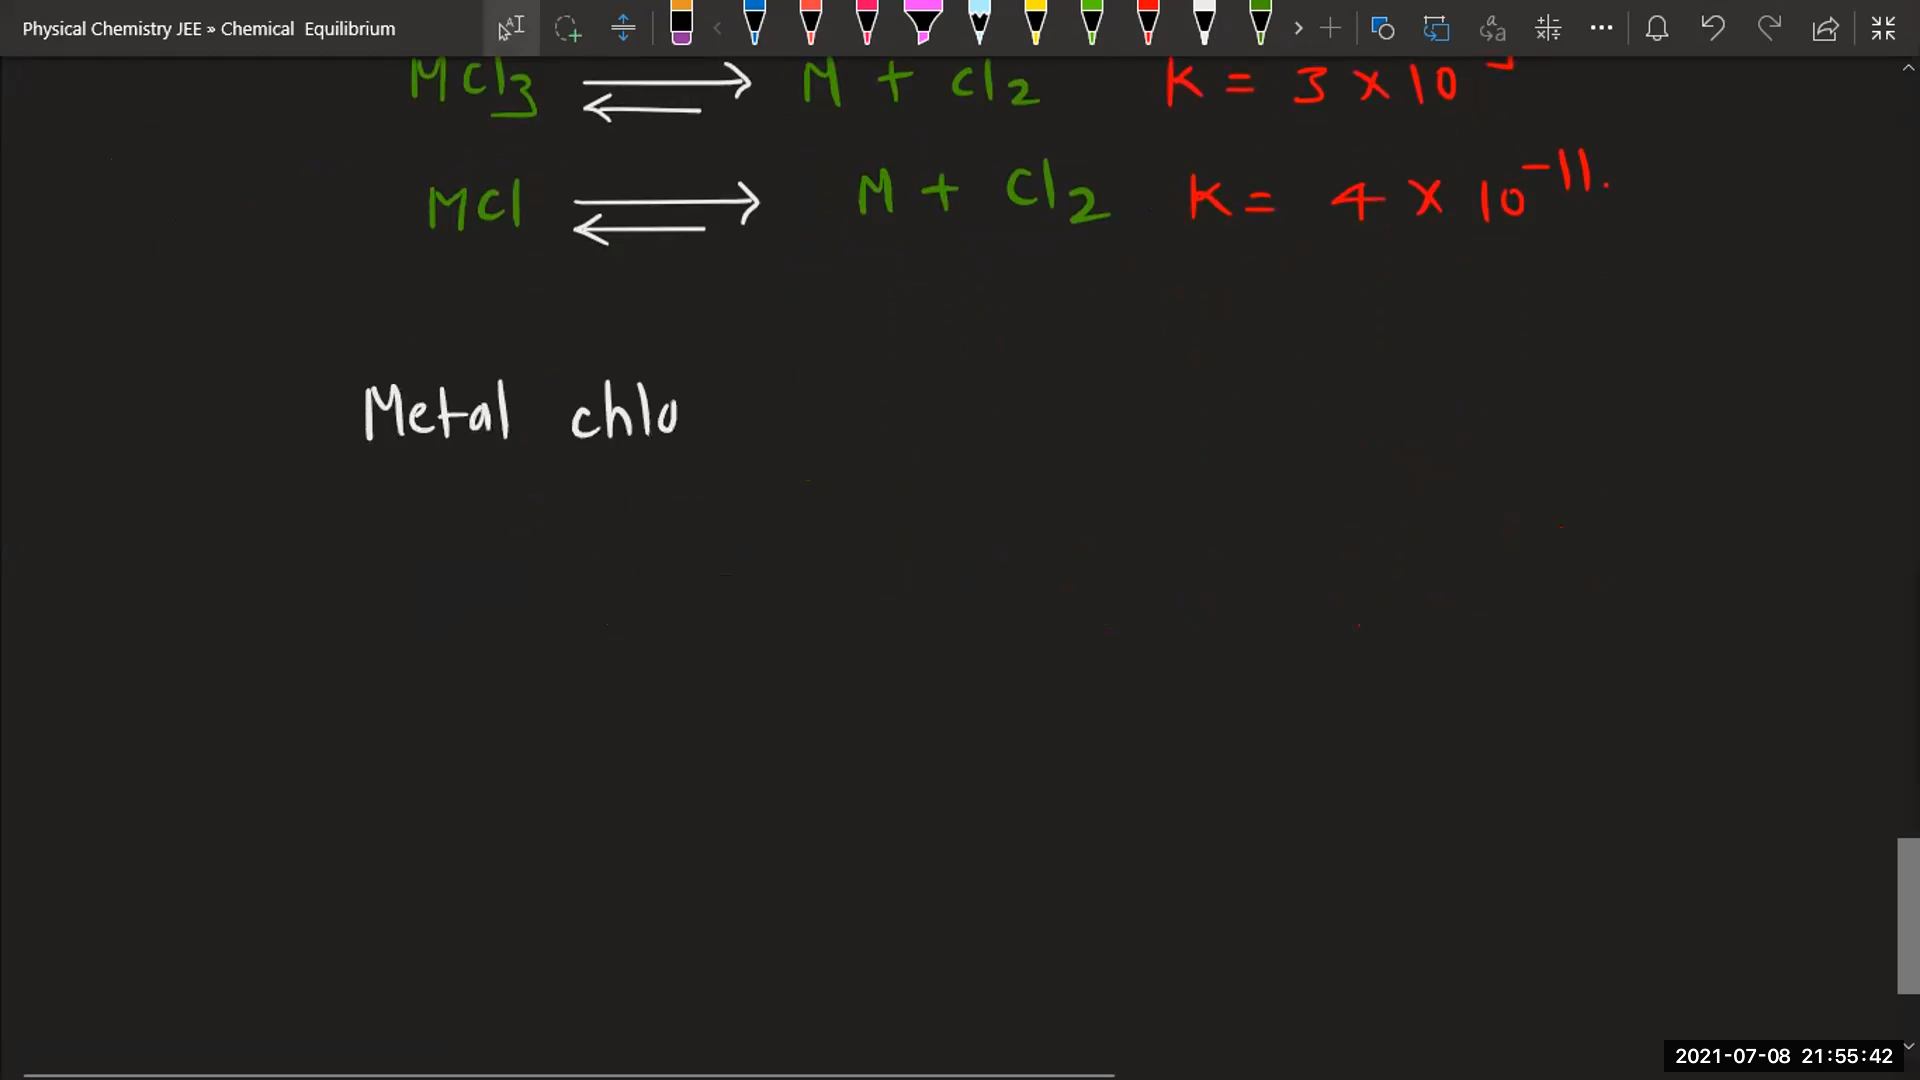 Physical Chemistry JEE » Chemical Equilibrium
MCl3 ⇌ M + Cl2 K = 3 x 10
MCl ⇌ M + Cl2 K = 4 x 10^-11.
Metal chlo
2021-07-08 21:55:42